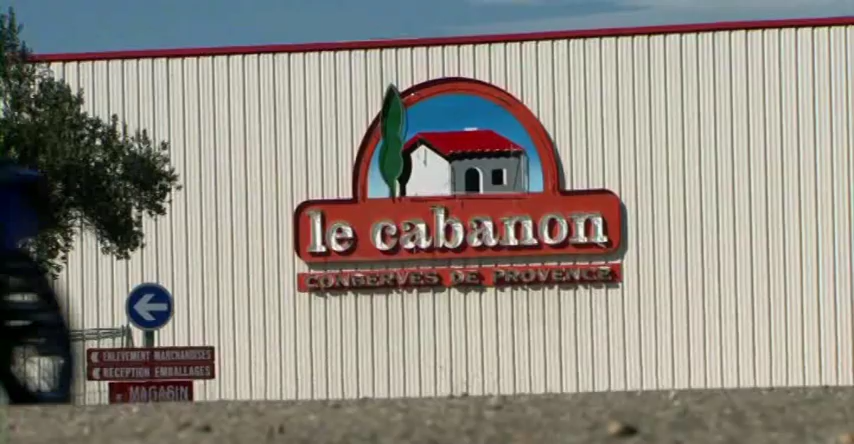 le cabanon
CONSERVES DE PROVENCE
ENLEVEMENT MARCHANDISES
RECEPTION EMBALLAGES
MAGASIN